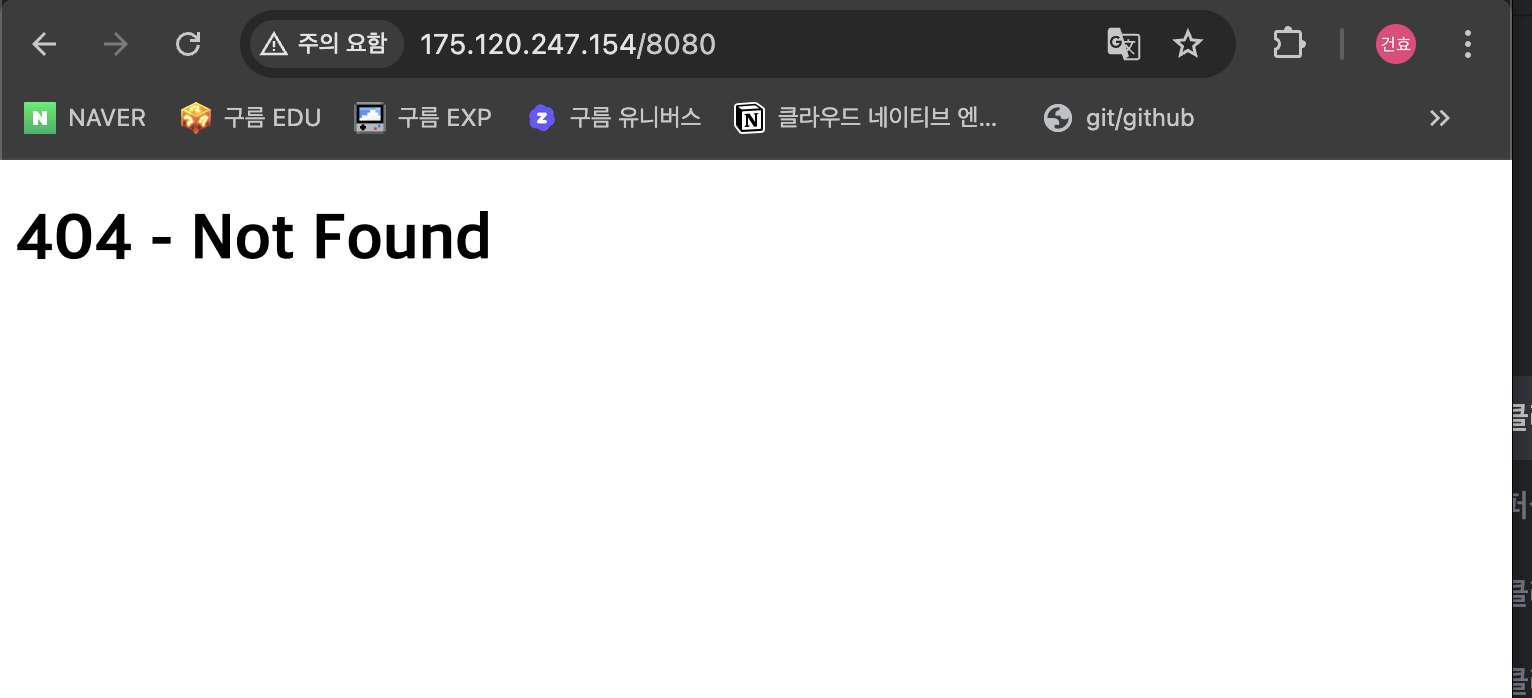 주의 요함 175.120.247.154/8080 건효
N NAVER 구름 EDU 구름 EXP z 구름 유니버스 N 클라우드 네이티브 엔... git/github
404 - Not Found